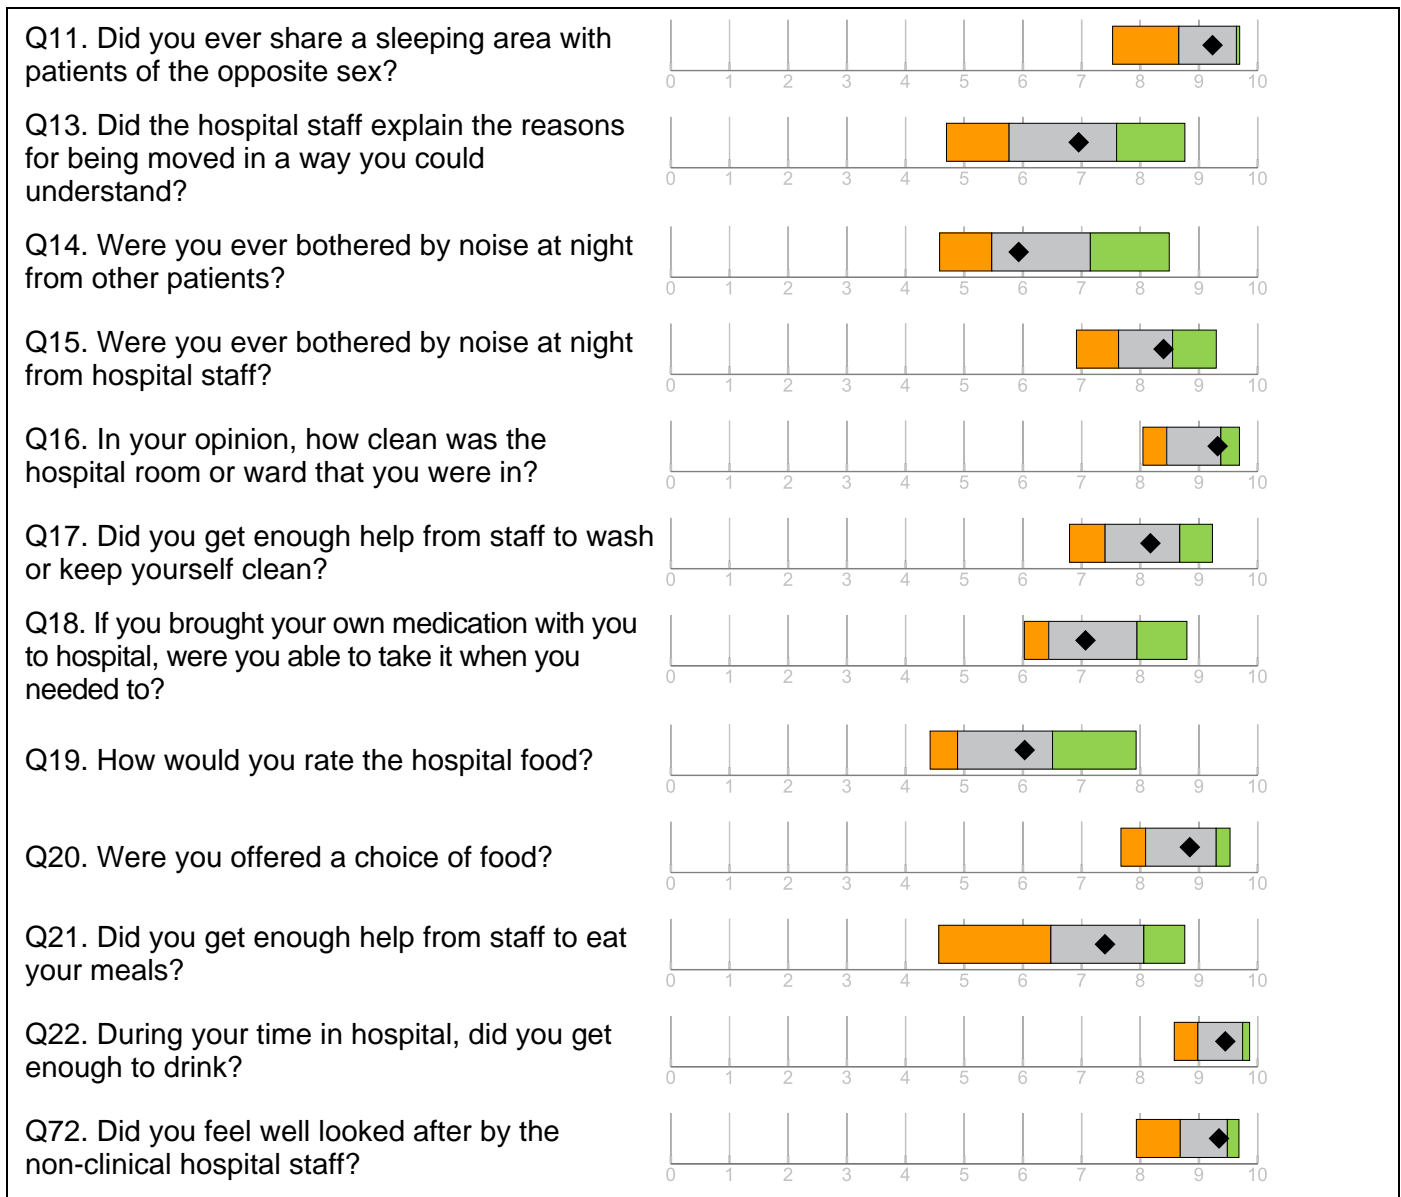 Q11. Did you ever share a sleeping area with
patients of the opposite sex?
0 1 2 3 4 5 6 7 8 9 10
Q13. Did the hospital staff explain the reasons
for being moved in a way you could
understand?
0 1 2 3 4 5 6 7 8 9 10
Q14. Were you ever bothered by noise at night
from other patients?
0 1 2 3 4 5 6 7 8 9 10
Q15. Were you ever bothered by noise at night
from hospital staff?
0 1 2 3 4 5 6 7 8 9 10
Q16. In your opinion, how clean was the
hospital room or ward that you were in?
0 1 2 3 4 5 6 7 8 9 10
Q17. Did you get enough help from staff to wash
or keep yourself clean?
0 1 2 3 4 5 6 7 8 9 10
Q18. If you brought your own medication with you
to hospital, were you able to take it when you
needed to?
0 1 2 3 4 5 6 7 8 9 10
Q19. How would you rate the hospital food?
0 1 2 3 4 5 6 7 8 9 10
Q20. Were you offered a choice of food?
0 1 2 3 4 5 6 7 8 9 10
Q21. Did you get enough help from staff to eat
your meals?
0 1 2 3 4 5 6 7 8 9 10
Q22. During your time in hospital, did you get
enough to drink?
0 1 2 3 4 5 6 7 8 9 10
Q72. Did you feel well looked after by the
non-clinical hospital staff?
0 1 2 3 4 5 6 7 8 9 10